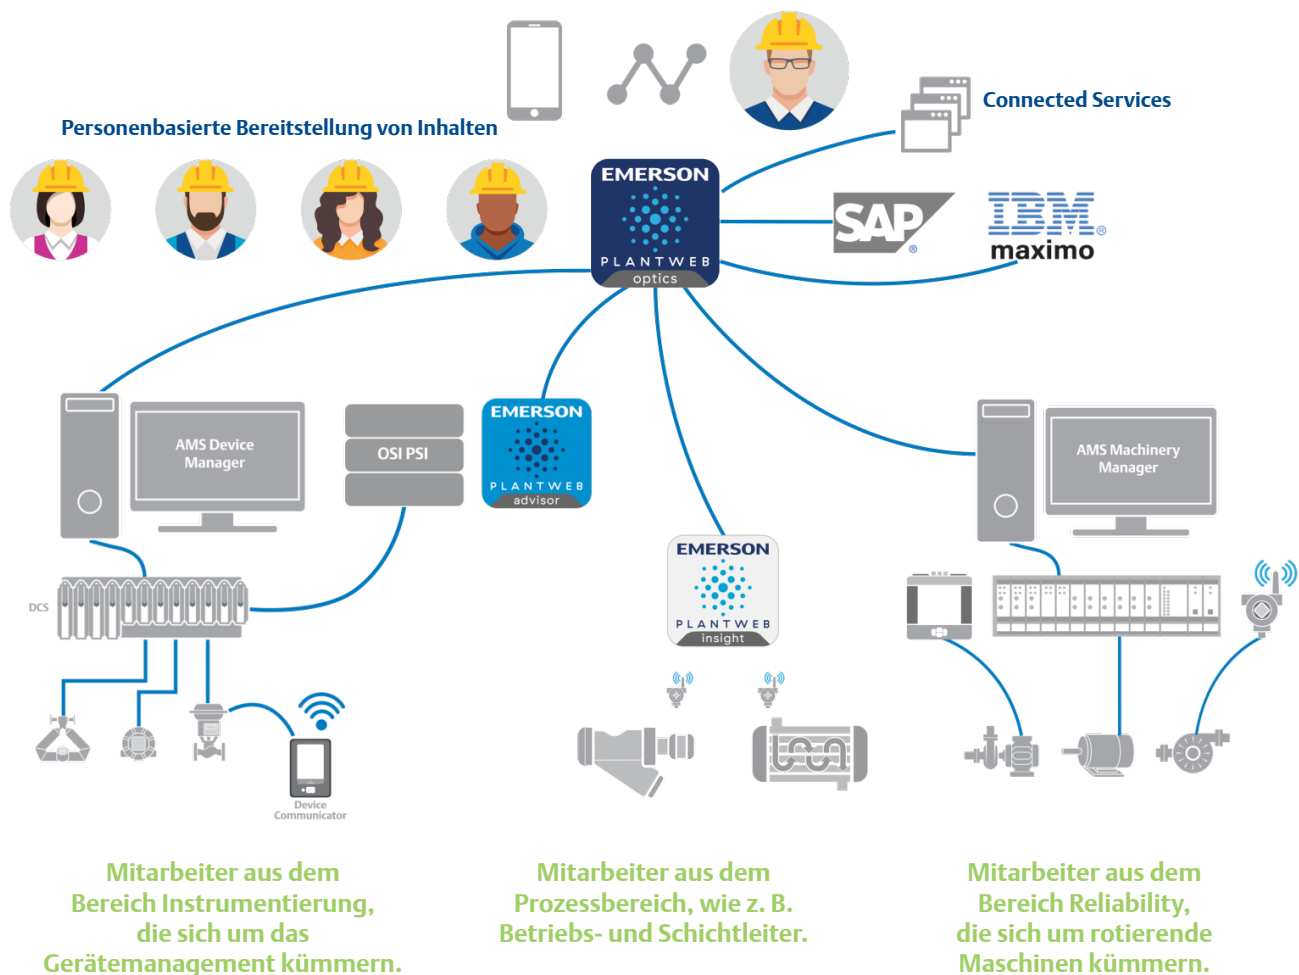 Connected Services
Personenbasierte Bereitstellung von Inhalten
EMERSON
PLANTWEB
optics
SAP
®
IBM®
maximo
AMS Device
Manager
OSI PSI
EMERSON
PLANTWEB
advisor
AMS Machinery
Manager
EMERSON
PLANTWEB
insight
DCS
Device
Communicator
Mitarbeiter aus dem
Bereich Instrumentierung,
die sich um das
Gerätemanagement kümmern.
Mitarbeiter aus dem
Prozessbereich, wie z. B.
Betriebs- und Schichtleiter.
Mitarbeiter aus dem
Bereich Reliability,
die sich um rotierende
Maschinen kümmern.